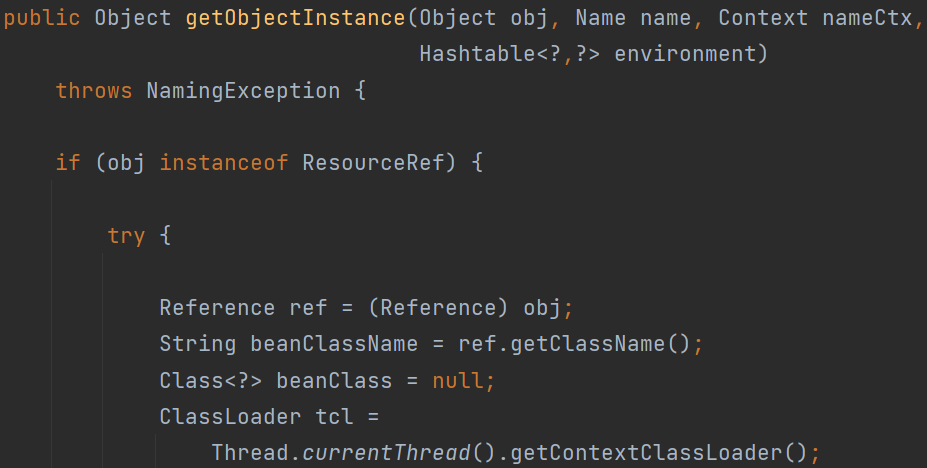 public Object getObjectInstance(Object obj, Name name, Context nameCtx,
Hashtable<?,?> environment)
throws NamingException {
if (obj instanceof ResourceRef) {
try {
Reference ref = (Reference) obj;
String beanClassName = ref.getClassName();
Class<?> beanClass = null;
ClassLoader tcl =
Thread.currentThread().getContextClassLoader();